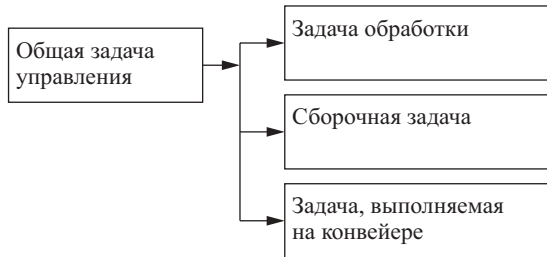 Общая задача
управления
Задача обработки
Сборочная задача
Задача, выполняемая
на конвейере